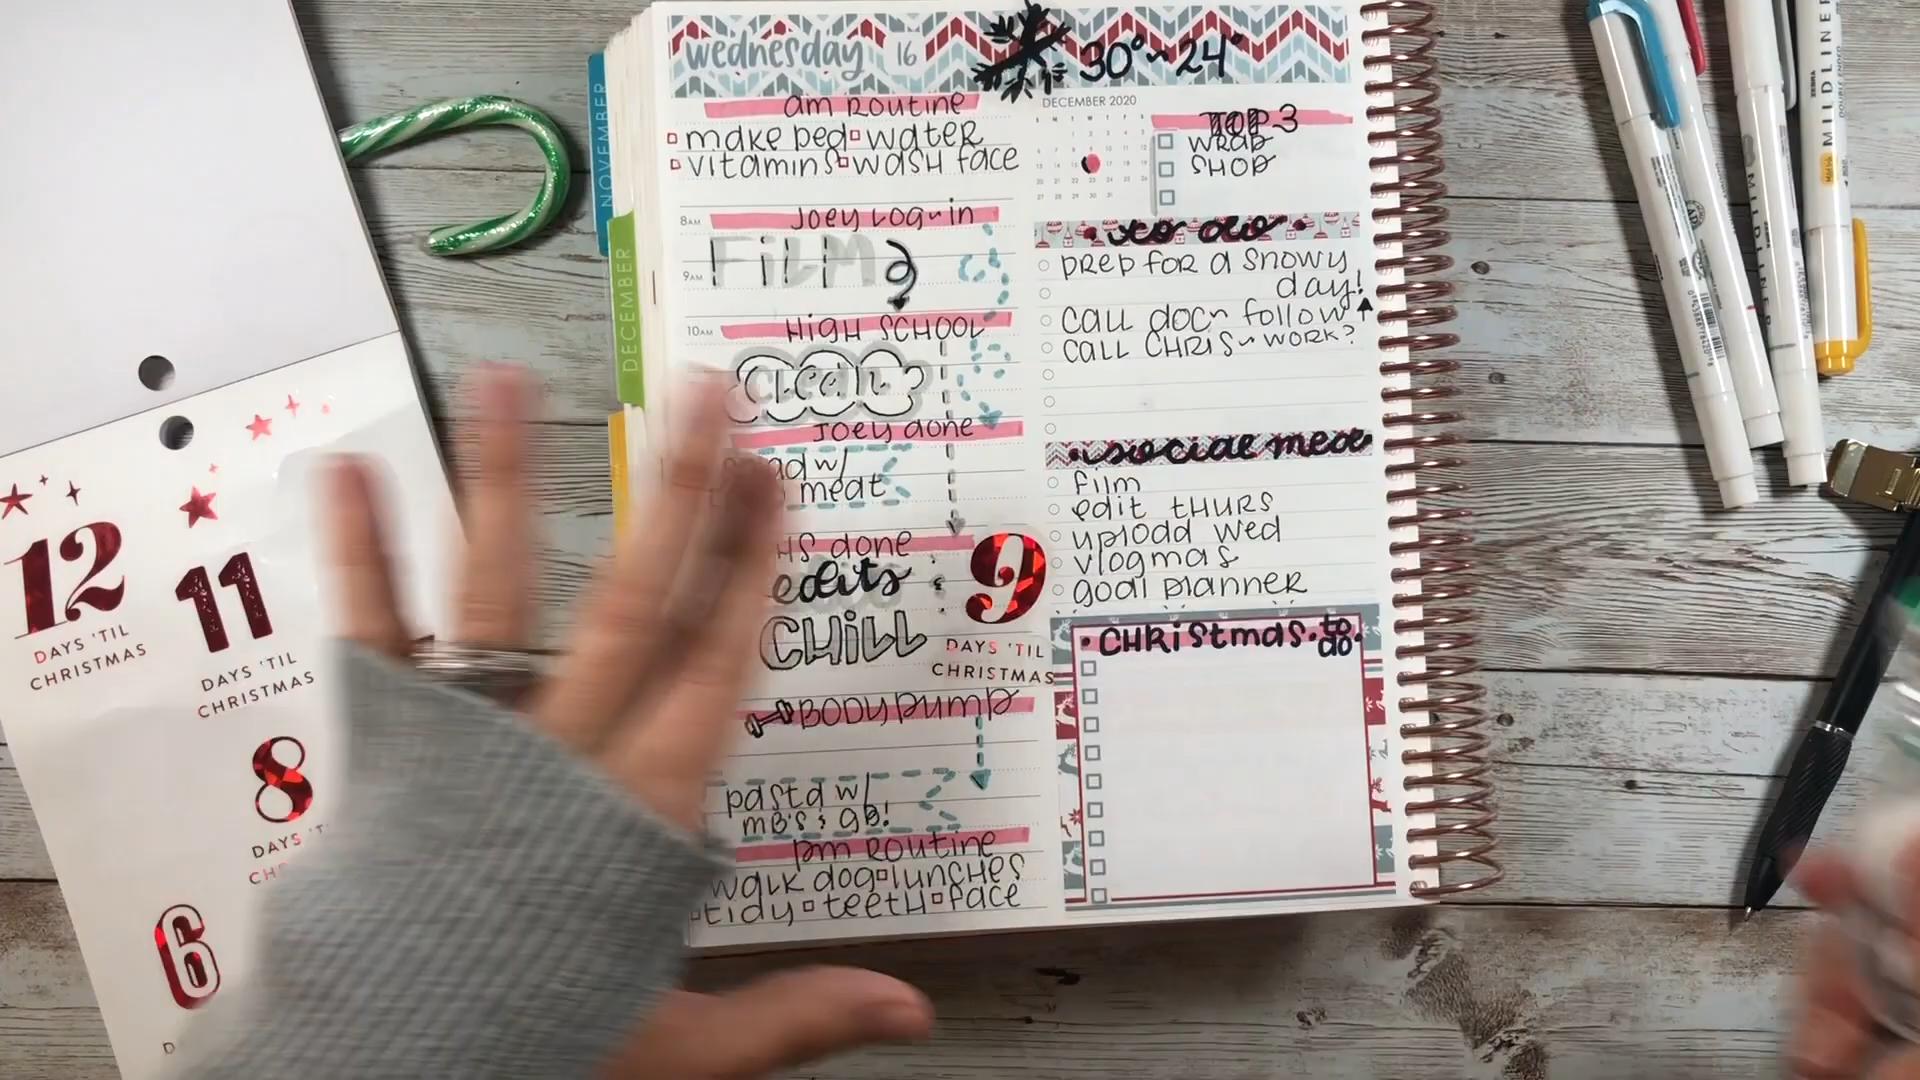 wednesday 16
30° ~ 24°
am Routine
make bed water
vitamins wash face
8AM
Joey Log-in
FiLM
9AM
10AM
HIGH SCHOOL
CLEAN
Joey done
w/
meat
HS done
edits
CHiLL
BODYPUMP
pasta w/
MB'S & GB!
pm Routine
walk dog lunches
tidy teeth face
DECEMBER 2020
TOP 3
WRAP
SHOP
to do
prep for a snowy
day!
CALL doc~ follow
CALL CHRIS ~ WORK?
social med
film
edit THURS
upload wed
vlogmas
goal planner
CHRistmas to
do
9
DAYS 'TIL
CHRISTMAS
NOVEMBER
DECEMBER
12
DAYS 'TIL
CHRISTMAS
11
DAYS 'TIL
CHRISTMAS
8
DAYS 'T
CH
6
D
MILDLINER
ZEBRA